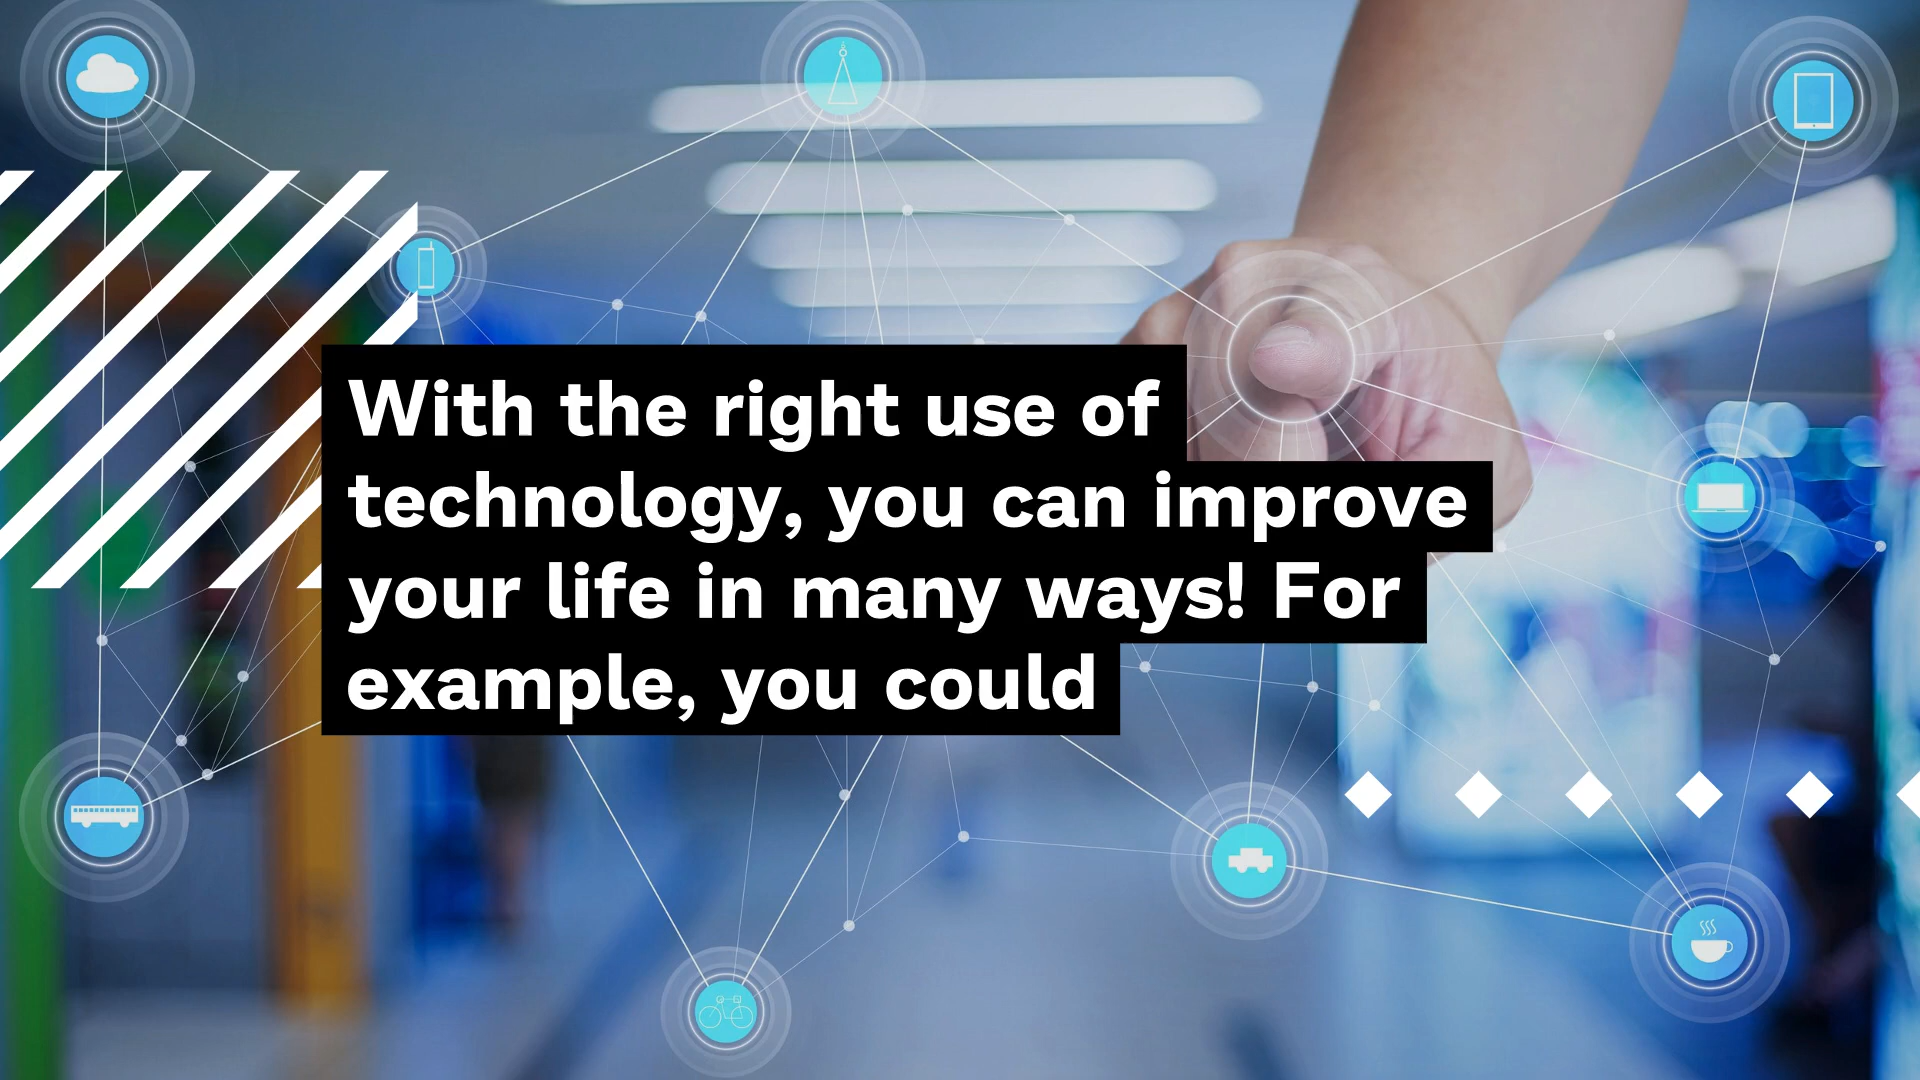 With the right use of
technology, you can improve
your life in many ways! For
example, you could